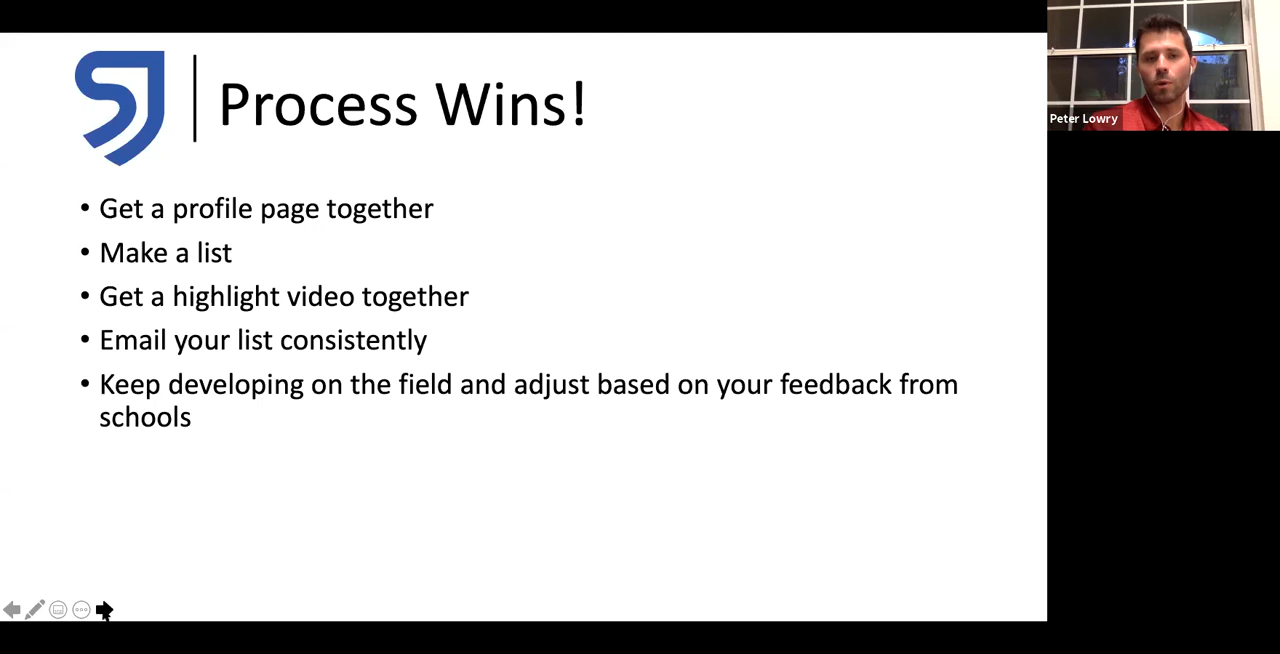 Process Wins!
• Get a profile page together
• Make a list
• Get a highlight video together
• Email your list consistently
• Keep developing on the field and adjust based on your feedback from
schools
Peter Lowry